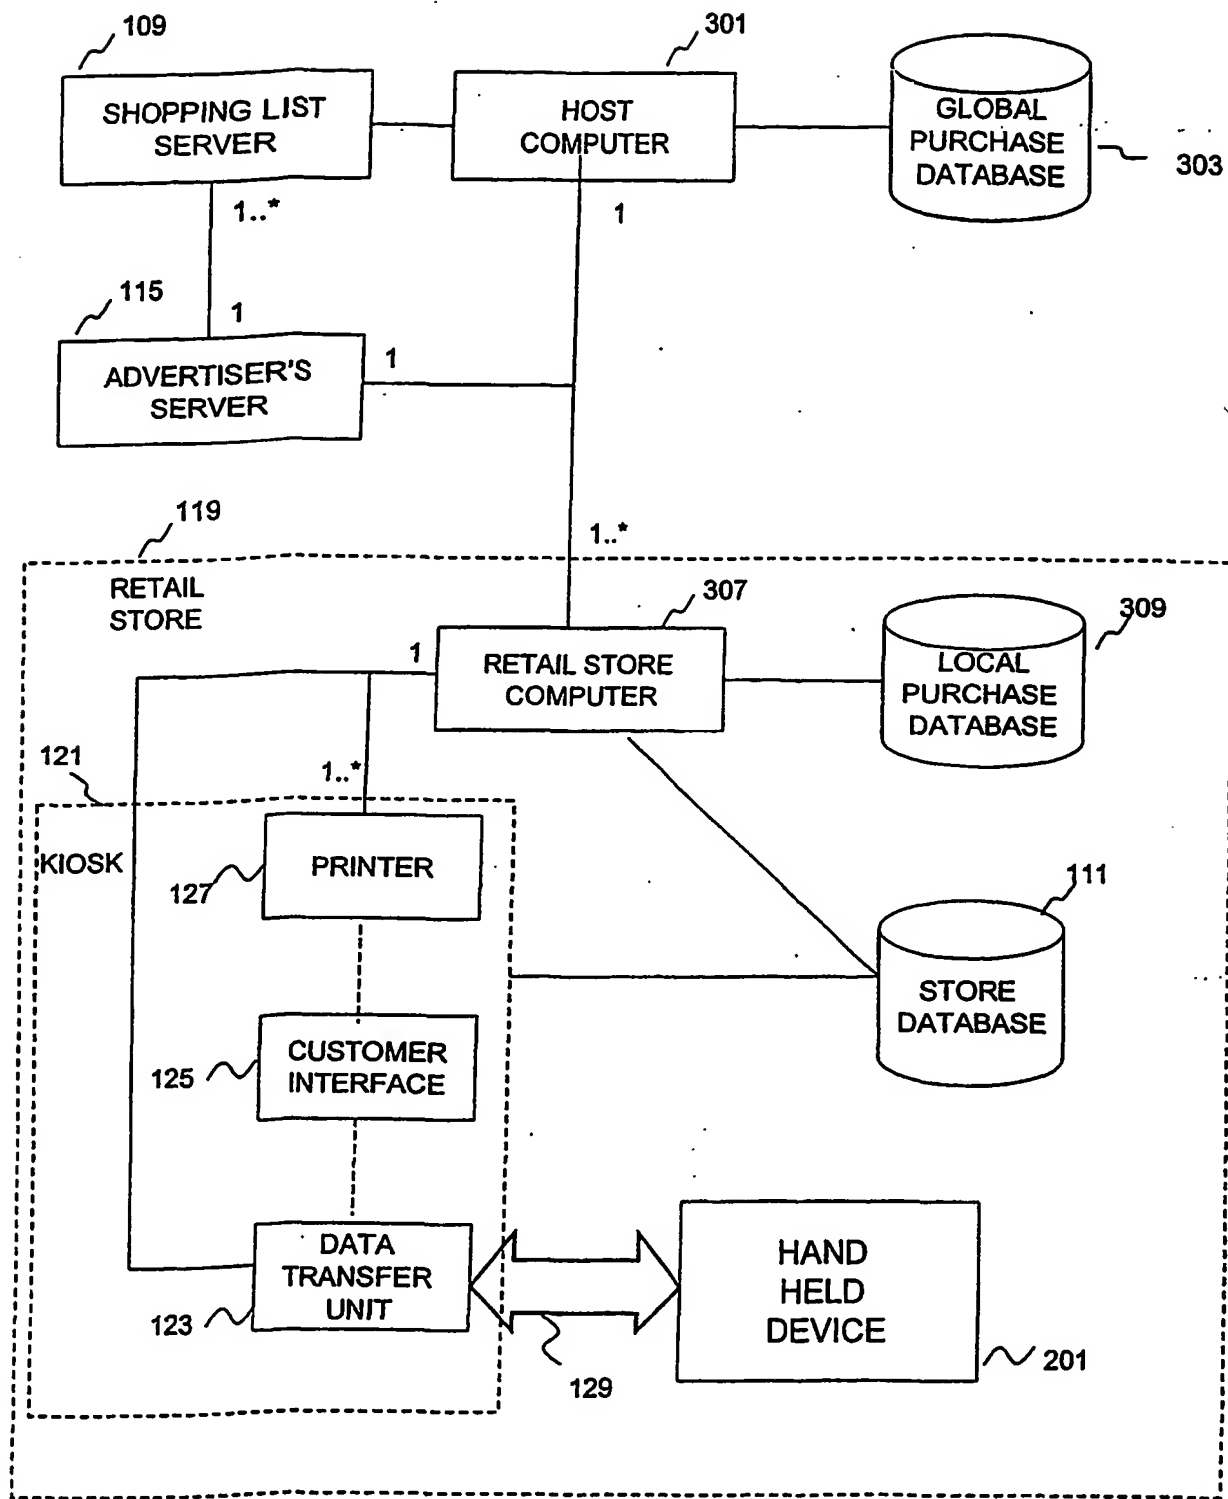 109
301
SHOPPING LIST
SERVER
HOST
COMPUTER
GLOBAL
PURCHASE
DATABASE
303
1..*
1
115
1
1
ADVERTISER'S
SERVER
119
1..*
RETAIL
STORE
307
309
1
RETAIL STORE
COMPUTER
LOCAL
PURCHASE
DATABASE
121
1..*
KIOSK
127
PRINTER
111
STORE
DATABASE
125
CUSTOMER
INTERFACE
DATA
TRANSFER
UNIT
123
HAND
HELD
DEVICE
129
201